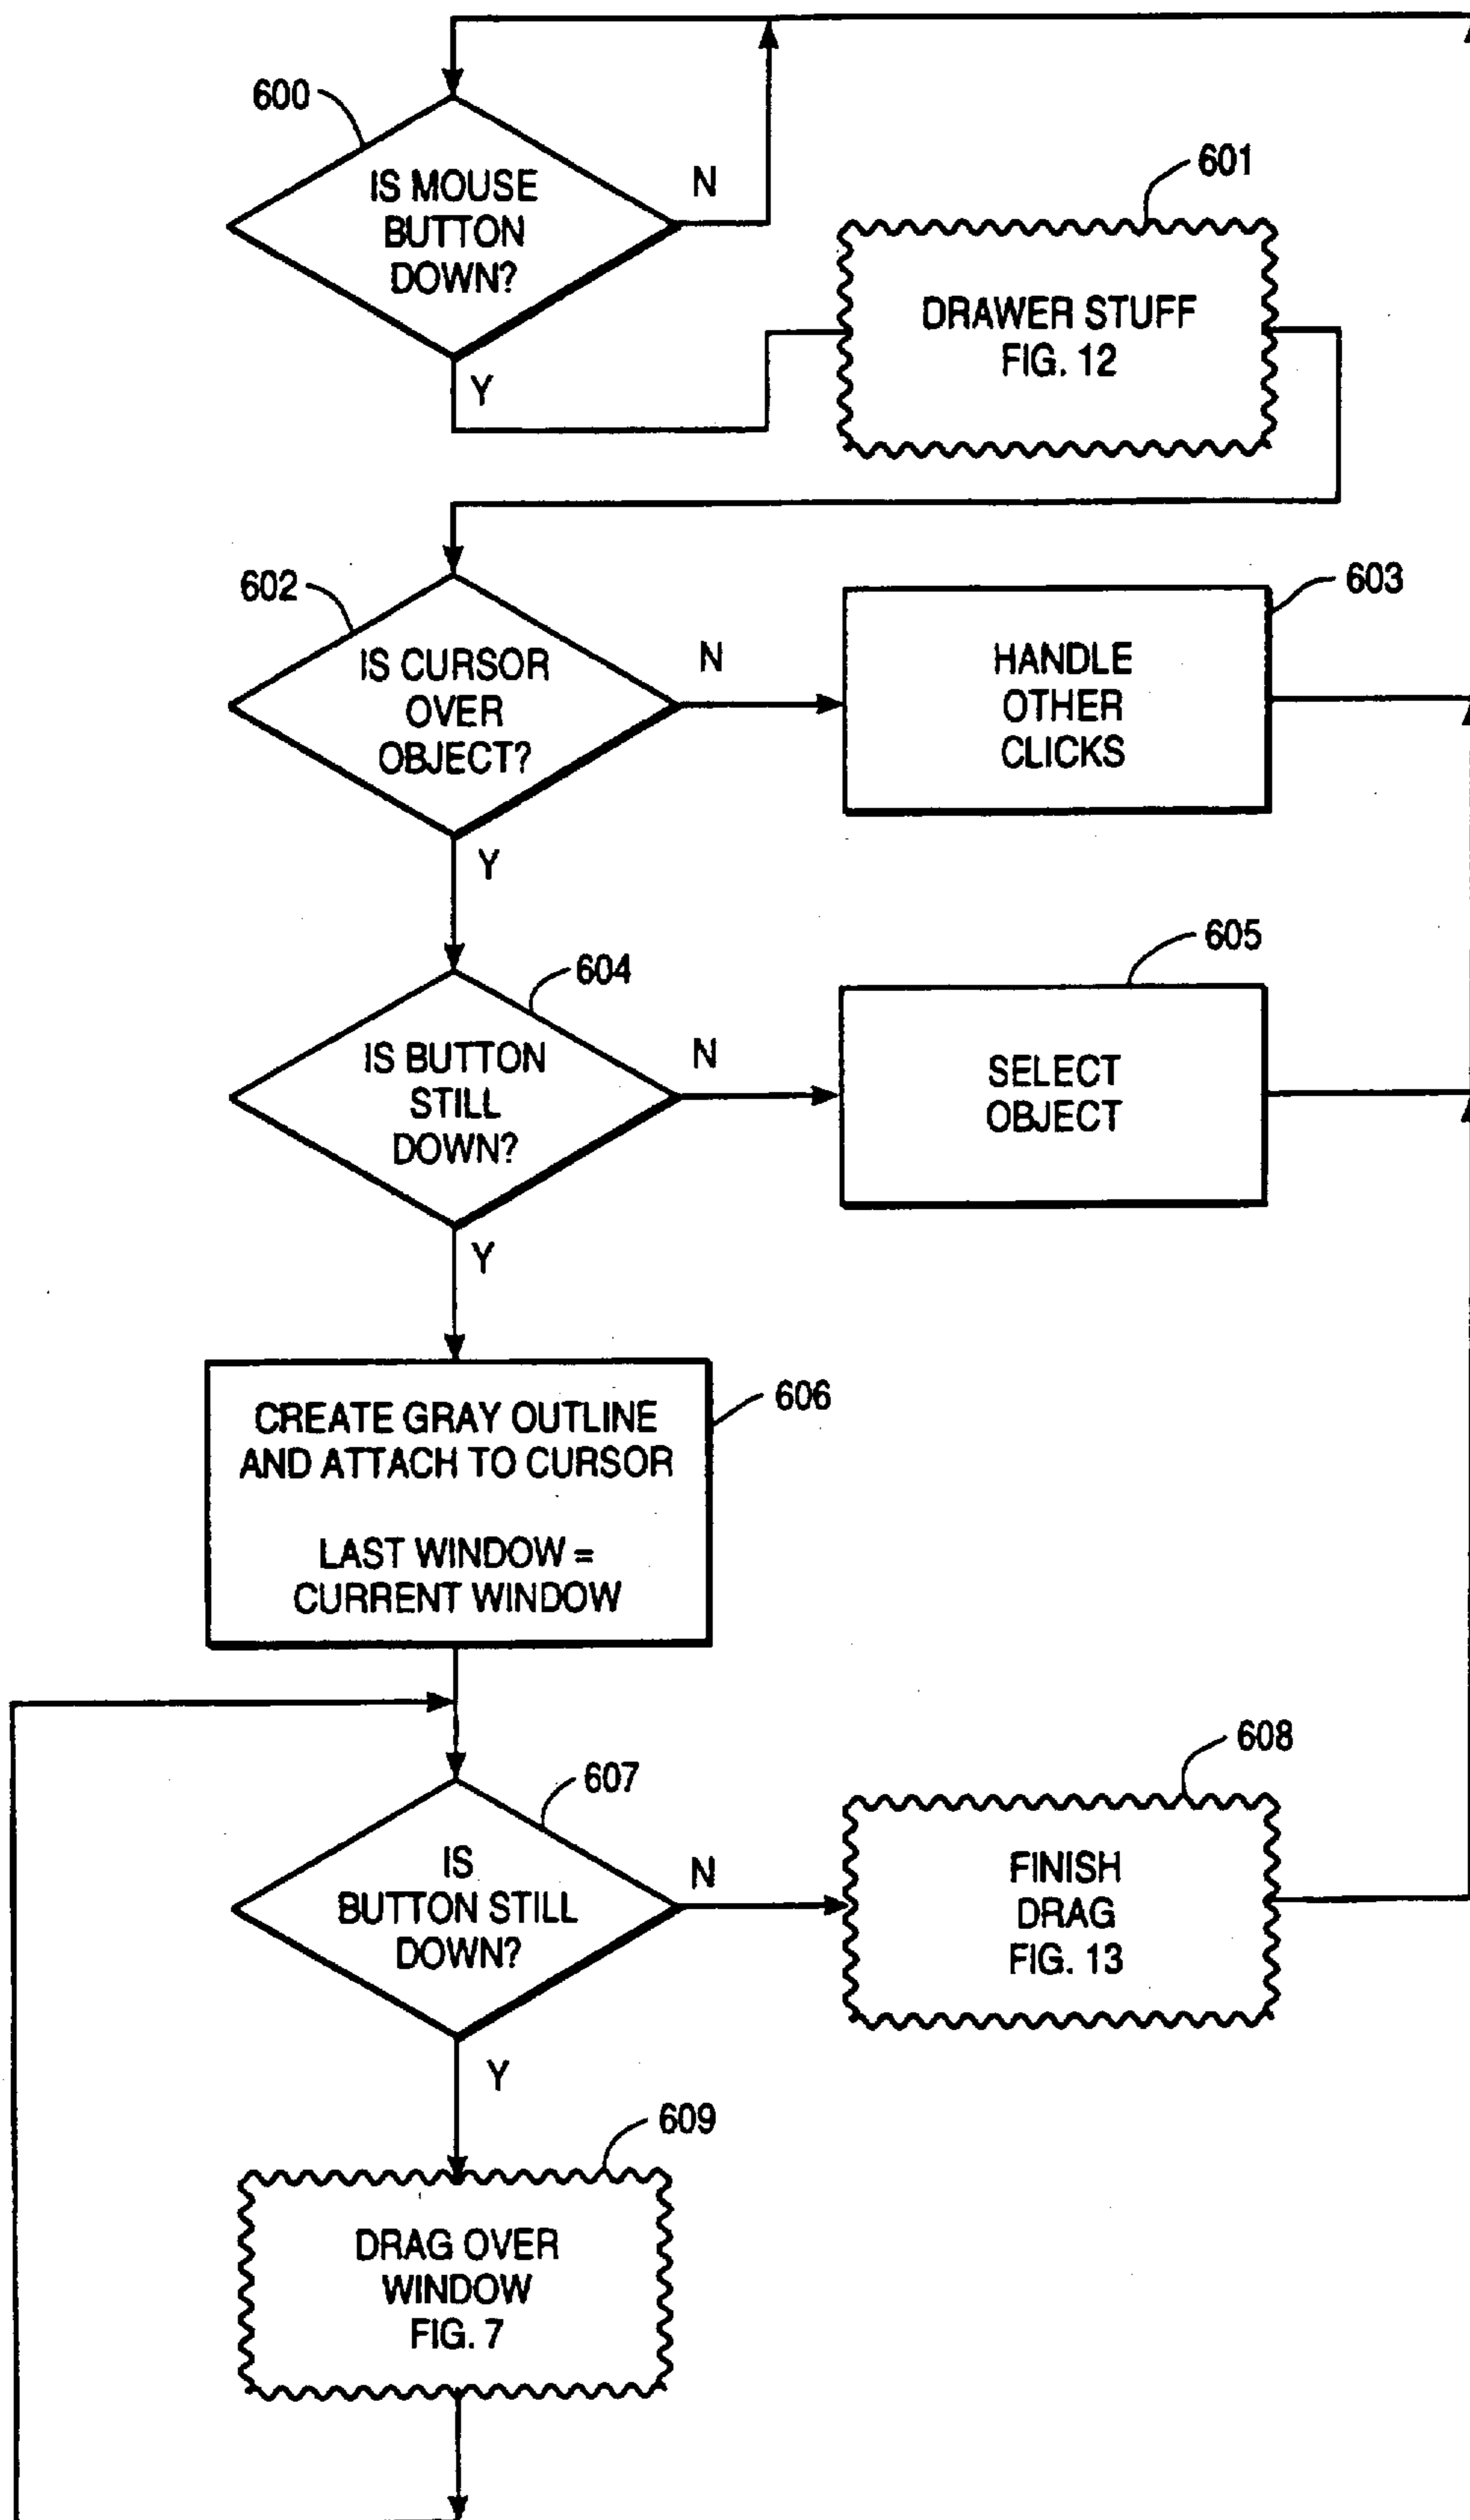 600
IS MOUSE
BUTTON
DOWN?
N
Y
601
DRAWER STUFF
FIG. 12
602
IS CURSOR
OVER
OBJECT?
N
Y
603
HANDLE
OTHER
CLICKS
604
IS BUTTON
STILL
DOWN?
N
Y
605
SELECT
OBJECT
606
CREATE GRAY OUTLINE
AND ATTACH TO CURSOR
LAST WINDOW =
CURRENT WINDOW
607
IS
BUTTON STILL
DOWN?
N
Y
608
FINISH
DRAG
FIG. 13
609
DRAG OVER
WINDOW
FIG. 7